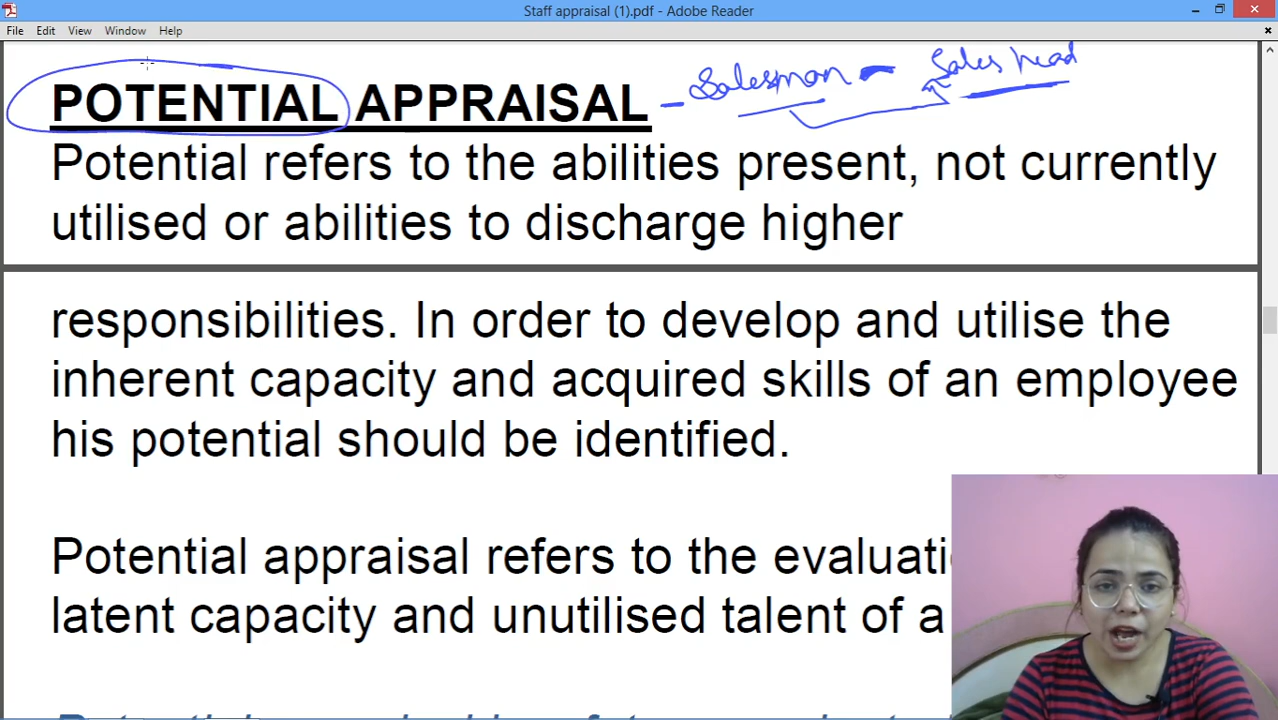 Staff appraisal (1).pdf - Adobe Reader
File Edit View Window Help
POTENTIAL APPRAISAL - Salesman - Sales head
Potential refers to the abilities present, not currently
utilised or abilities to discharge higher
responsibilities. In order to develop and utilise the
inherent capacity and acquired skills of an employee
his potential should be identified.
Potential appraisal refers to the evaluati
latent capacity and unutilised talent of a